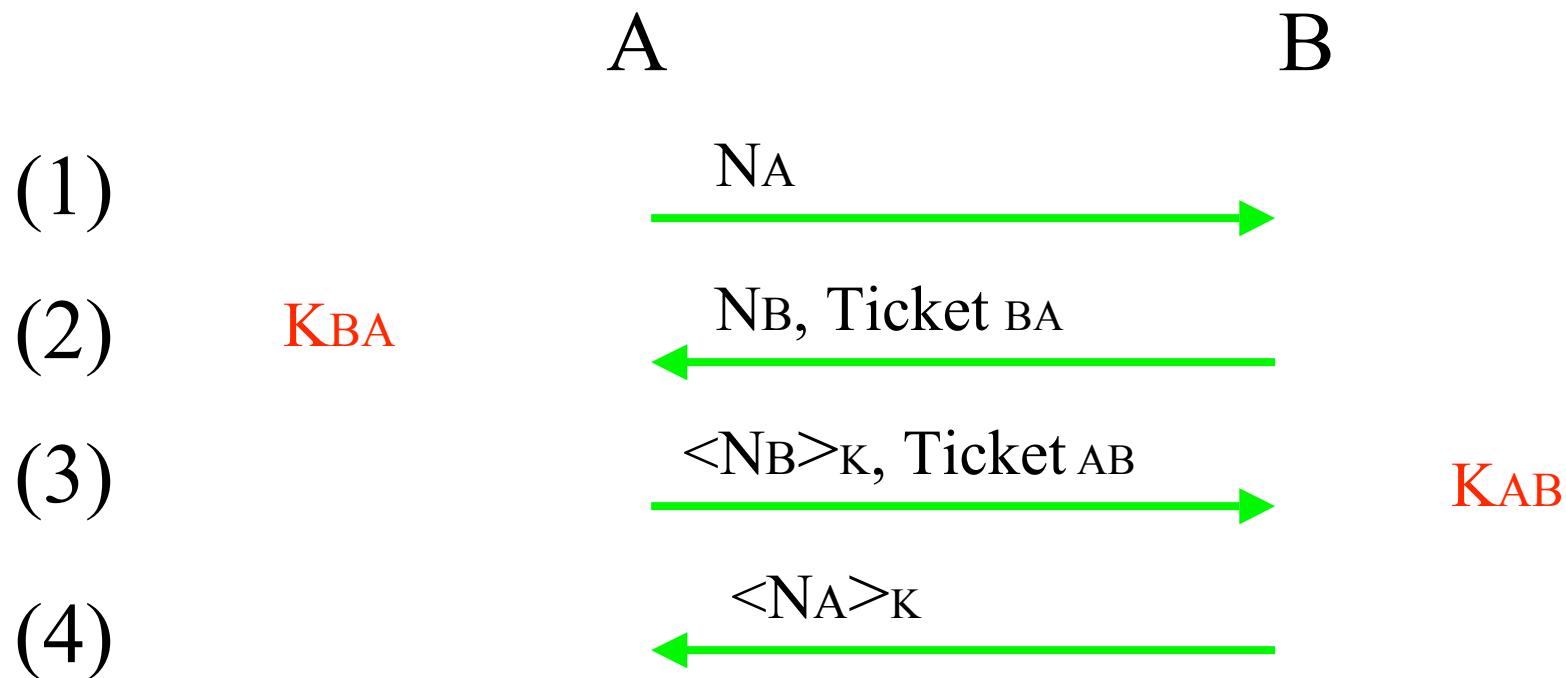 A B
(1) NA
(2) KBA NB, Ticket BA
(3) <NB>K, Ticket AB KAB
(4) <NA>K